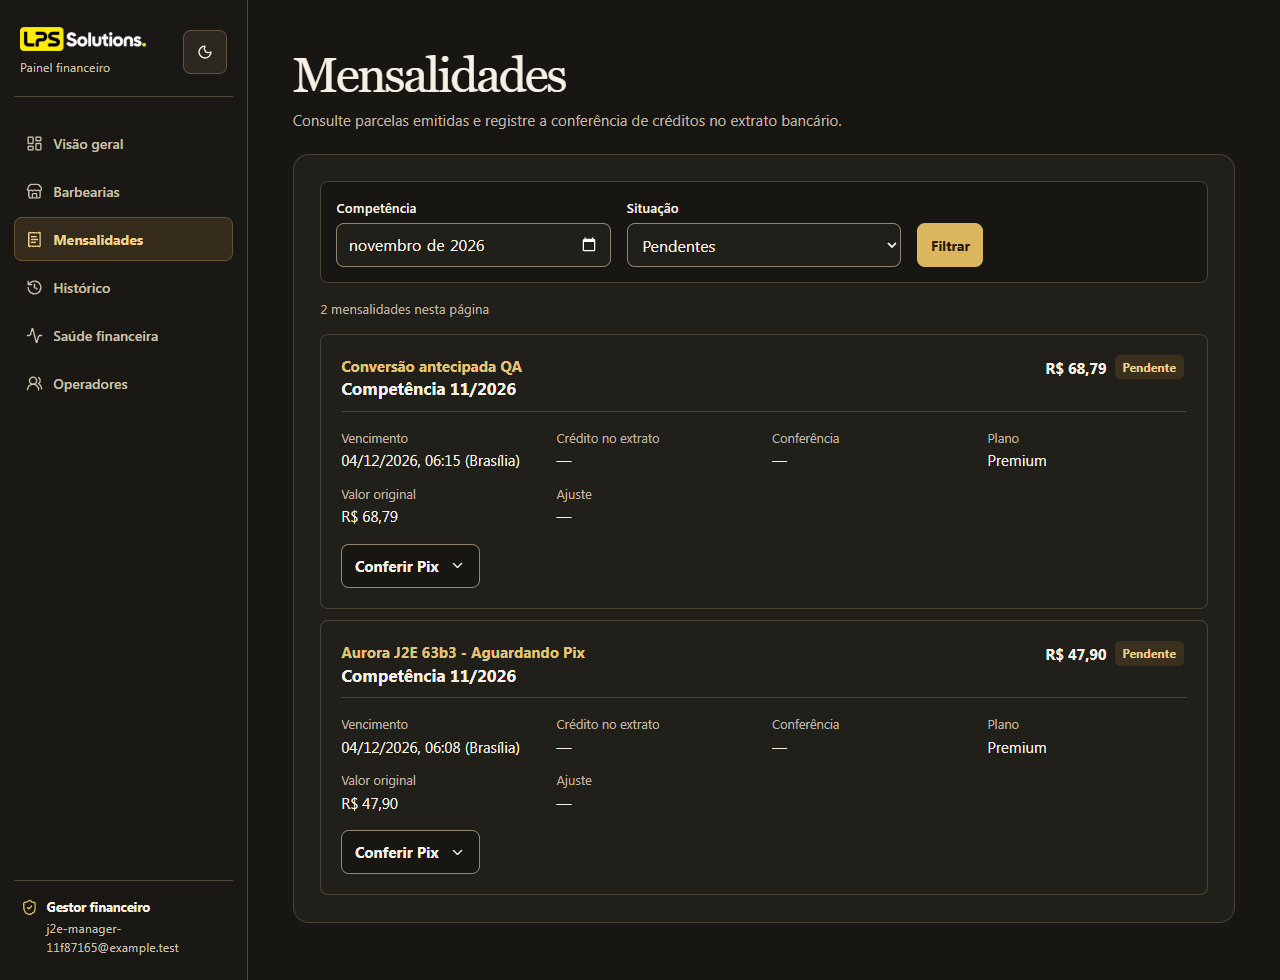 LPS Solutions.
Painel financeiro
Visão geral
Barbearias
Mensalidades
Histórico
Saúde financeira
Operadores
Gestor financeiro
j2e-manager-
11f87165@example.test
Mensalidades
Consulte parcelas emitidas e registre a conferência de créditos no extrato bancário.
Competência
Situação
novembro de 2026
Pendentes
Filtrar
2 mensalidades nesta página
Conversão antecipada QA
Competência 11/2026
R$ 68,79 Pendente
Vencimento
Crédito no extrato
Conferência
Plano
04/12/2026, 06:15 (Brasília)
—
—
Premium
Valor original
Ajuste
R$ 68,79
—
Conferir Pix
Aurora J2E 63b3 - Aguardando Pix
Competência 11/2026
R$ 47,90 Pendente
Vencimento
Crédito no extrato
Conferência
Plano
04/12/2026, 06:08 (Brasília)
—
—
Premium
Valor original
Ajuste
R$ 47,90
—
Conferir Pix